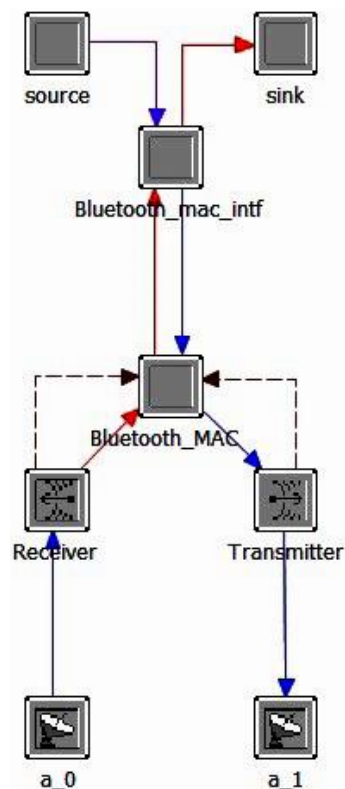 source
sink
Bluetooth_mac_intf
Bluetooth_MAC
Receiver
Transmitter
a_0
a_1